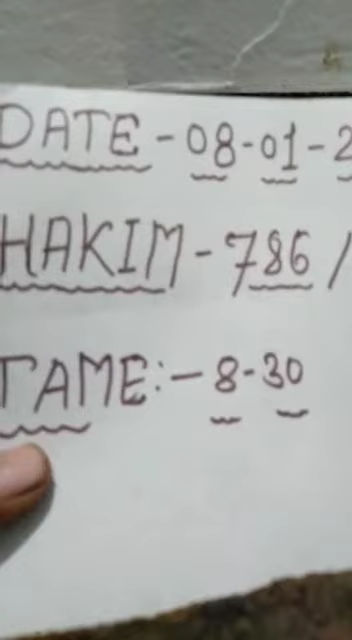 DATE - 08-01-2
HAKIM - 786 /
TAME:- 8-30